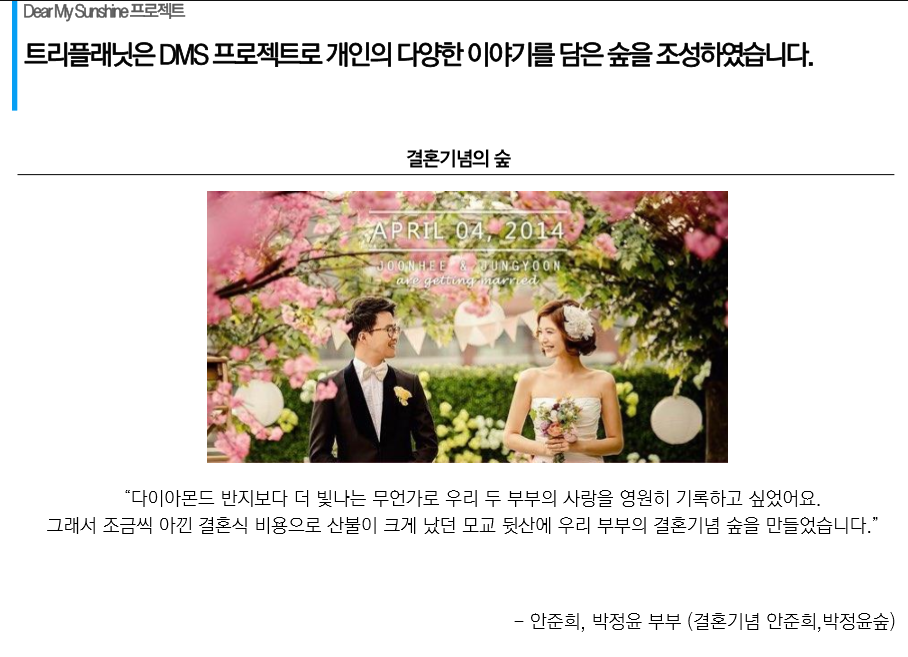 Dear My Sunshine 프로젝트
트리플래닛은 DMS 프로젝트로 개인의 다양한 이야기를 담은 숲을 조성하였습니다.
결혼기념의 숲
APRIL 04, 2014
JOONHEE & JUNGYOON
are getting married
“다이아몬드 반지보다 더 빛나는 무언가로 우리 두 부부의 사랑을 영원히 기록하고 싶었어요.
그래서 조금씩 아낀 결혼식 비용으로 산불이 크게 났던 모교 뒷산에 우리 부부의 결혼기념 숲을 만들었습니다.”
– 안준희, 박정윤 부부 (결혼기념 안준희,박정윤숲)